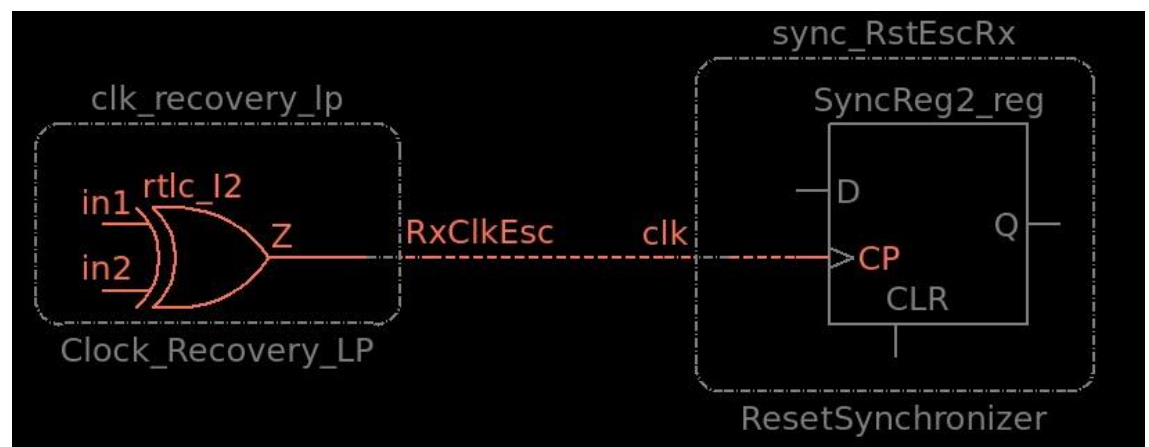 sync_RstEscRx
clk_recovery_lp
SyncReg2_reg
in1
rtlc_I2
D
Z
RxClkEsc
clk
Q
in2
CP
CLR
Clock_Recovery_LP
ResetSynchronizer